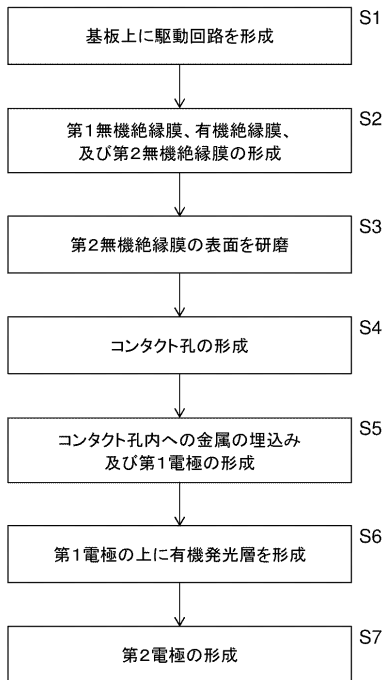 S1
基板上に駆動回路を形成
S2
第1無機絶縁膜、有機絶縁膜、
及び第2無機絶縁膜の形成
S3
第2無機絶縁膜の表面を研磨
S4
コンタクト孔の形成
S5
コンタクト孔内への金属の埋込み
及び第1電極の形成
S6
第1電極の上に有機発光層を形成
S7
第2電極の形成